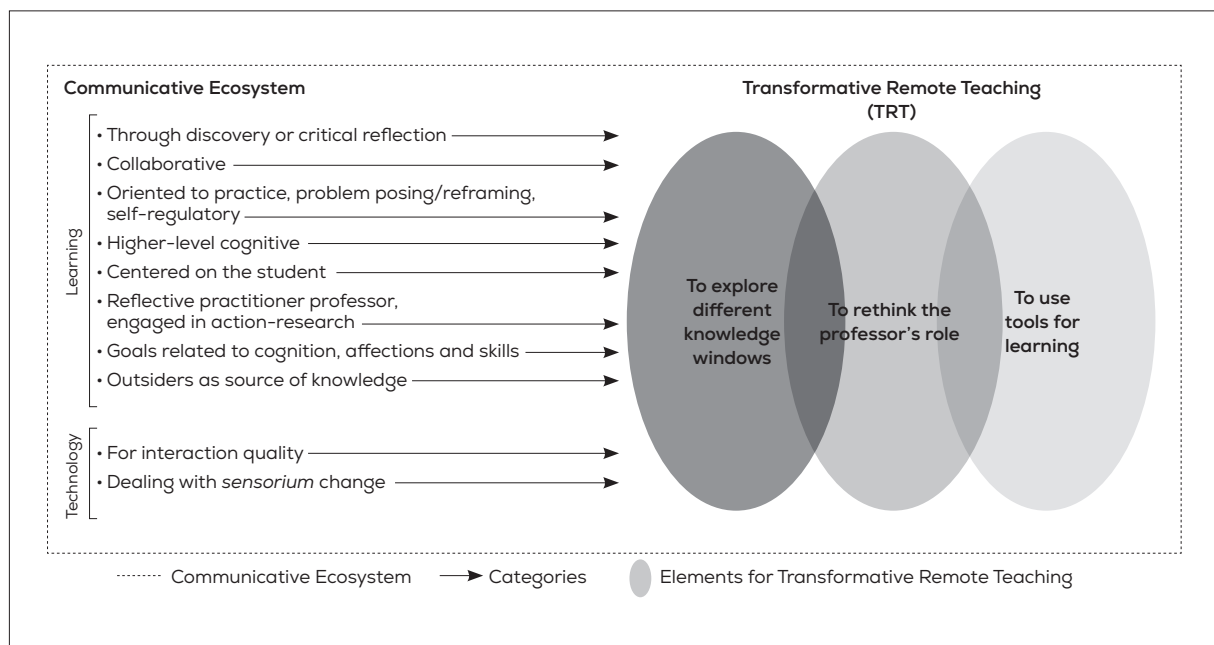 Communicative Ecosystem
Learning
• Through discovery or critical reflection
• Collaborative
• Oriented to practice, problem posing/reframing,
self-regulatory
• Higher-level cognitive
• Centered on the student
• Reflective practitioner professor,
engaged in action-research
• Goals related to cognition, affections and skills
• Outsiders as source of knowledge
Technology
• For interaction quality
• Dealing with sensorium change
Transformative Remote Teaching
(TRT)
To explore
different
knowledge
windows
To rethink the
professor’s role
To use
tools for
learning
Communicative Ecosystem
Categories
Elements for Transformative Remote Teaching